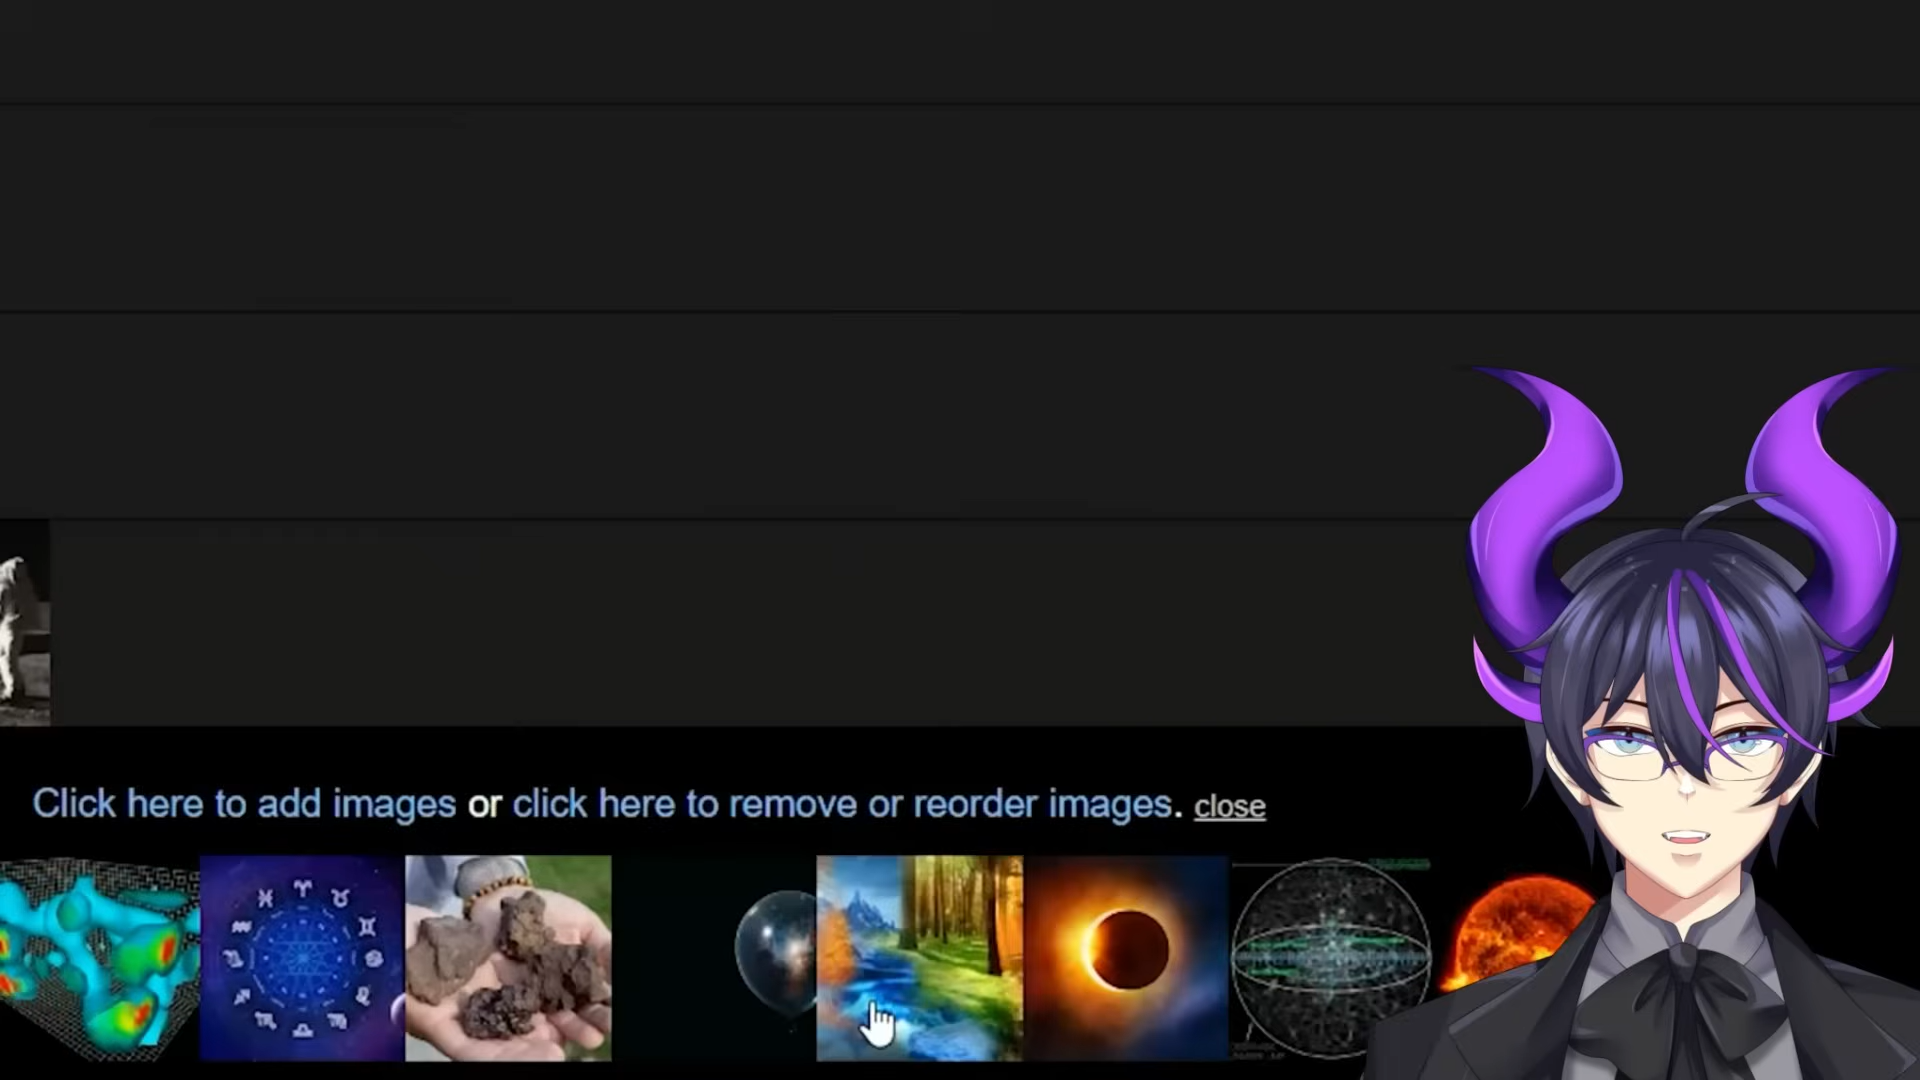 Click here to add images or click here to remove or reorder images. close